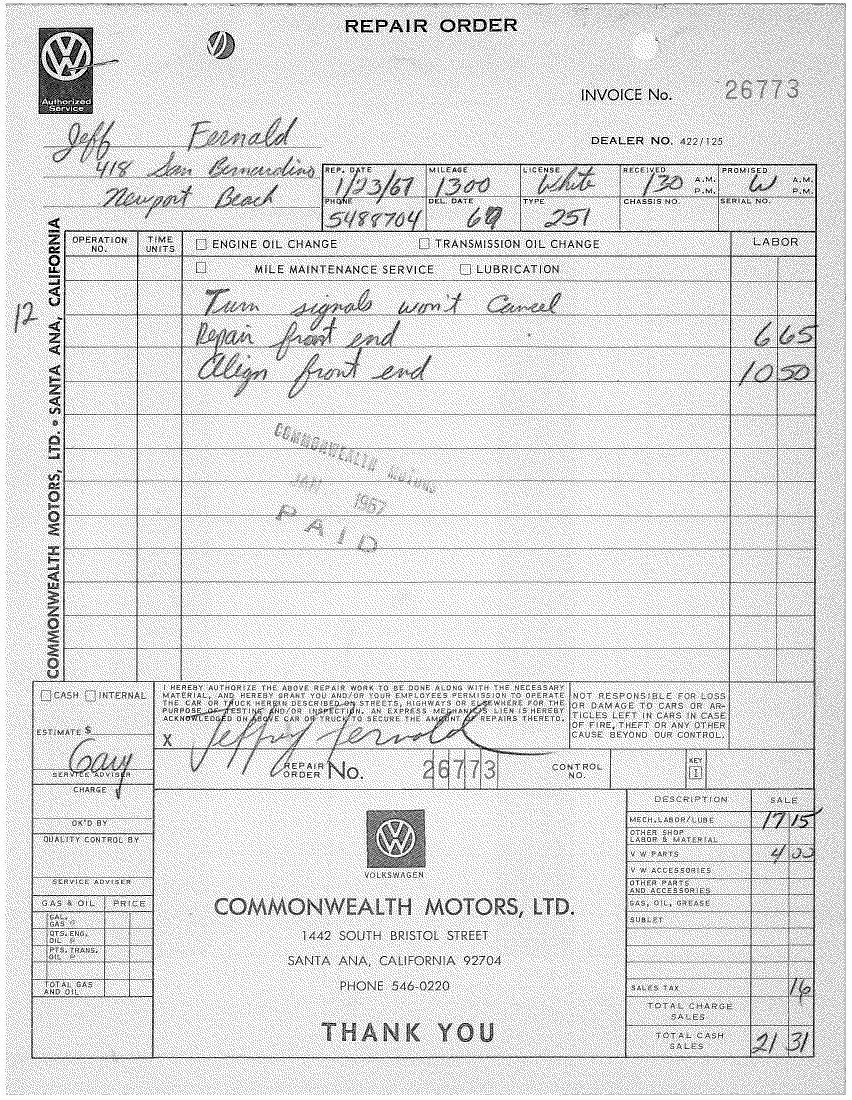 REPAIR ORDER
VW
Authorized
Service
INVOICE No. 26773
DEALER NO. 422/125
Jeff Fernald
418 San Bernardino
Newport Beach
REP. DATE 1/23/67 MILEAGE 1300 LICENSE White RECEIVED 130 A.M. P.M. PROMISED W A.M. P.M.
PHONE 5488704 DEL. DATE 67 TYPE 251 CHASSIS NO. SERIAL NO.
COMMONWEALTH MOTORS, LTD. • SANTA ANA, CALIFORNIA
12
OPERATION NO. TIME UNITS ENGINE OIL CHANGE TRANSMISSION OIL CHANGE LABOR
MILE MAINTENANCE SERVICE LUBRICATION
Turn signals won't Cancel
Repair front end 6 65
Align front end 10 50
COMMONWEALTH MOTORS
JAN 1967
PAID
CASH INTERNAL
ESTIMATE $
Gary
SERVICE ADVISER
CHARGE
OK'D BY
QUALITY CONTROL BY
SERVICE ADVISER
I HEREBY AUTHORIZE THE ABOVE REPAIR WORK TO BE DONE ALONG WITH THE NECESSARY
MATERIAL, AND HEREBY GRANT YOU AND/OR YOUR EMPLOYEES PERMISSION TO OPERATE
THE CAR OR TRUCK HEREIN DESCRIBED ON STREETS, HIGHWAYS OR ELSEWHERE FOR THE
PURPOSE OF TESTING AND/OR INSPECTION. AN EXPRESS MECHANICS LIEN IS HEREBY
ACKNOWLEDGED ON ABOVE CAR OR TRUCK TO SECURE THE AMOUNT OF REPAIRS THERETO.
X Jeffry Fernald
NOT RESPONSIBLE FOR LOSS
OR DAMAGE TO CARS OR AR-
TICLES LEFT IN CARS IN CASE
OF FIRE, THEFT OR ANY OTHER
CAUSE BEYOND OUR CONTROL.
REPAIR ORDER No. 26773 CONTROL NO. KEY 1
GAS & OIL PRICE
GAL. GAS @
QTS. ENG. OIL @
PTS. TRANS. OIL @
TOTAL GAS AND OIL
VW
VOLKSWAGEN
COMMONWEALTH MOTORS, LTD.
1442 SOUTH BRISTOL STREET
SANTA ANA, CALIFORNIA 92704
PHONE 546-0220
THANK YOU
DESCRIPTION SALE
MECH. LABOR/LUBE 17 15
OTHER SHOP LABOR & MATERIAL
V W PARTS 4 00
V W ACCESSORIES
OTHER PARTS AND ACCESSORIES
GAS, OIL, GREASE
SUBLET
SALES TAX 16
TOTAL CHARGE SALES
TOTAL CASH SALES 21 31